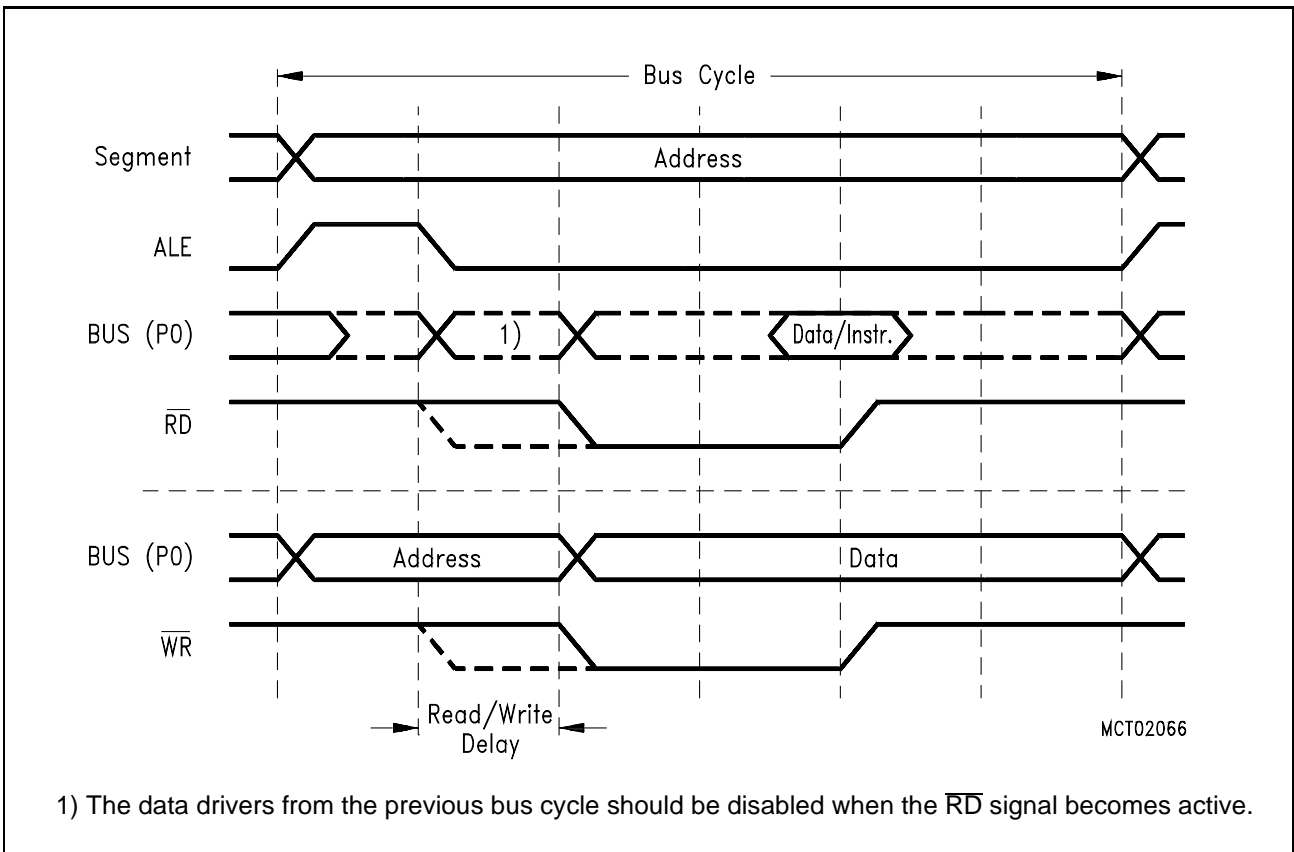 Bus Cycle
Segment
Address
ALE
BUS (P0)
1)
Data/Instr.
RD
BUS (P0)
Address
Data
WR
Read/Write
Delay
MCT02066
1) The data drivers from the previous bus cycle should be disabled when the RD signal becomes active.